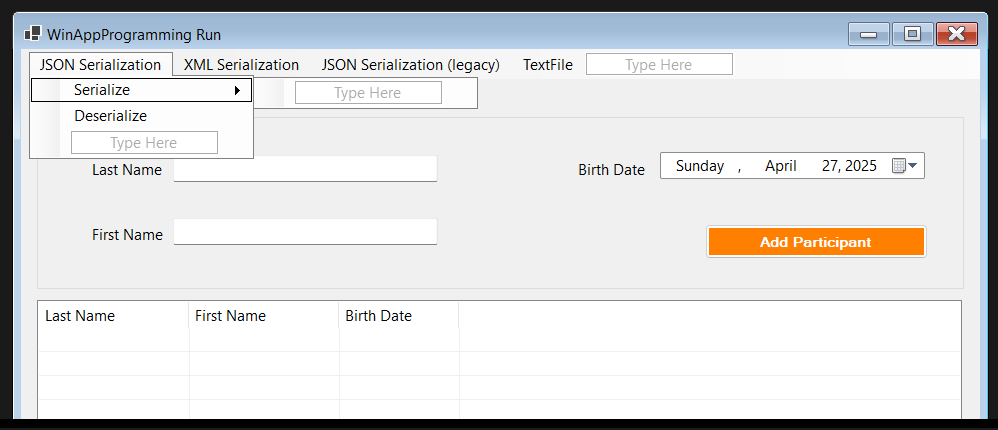 WinAppProgramming Run
JSON Serialization XML Serialization JSON Serialization (legacy) TextFile Type Here
Serialize Type Here
Deserialize
Type Here
Last Name Birth Date Sunday , April 27, 2025
First Name Add Participant
Last Name First Name Birth Date